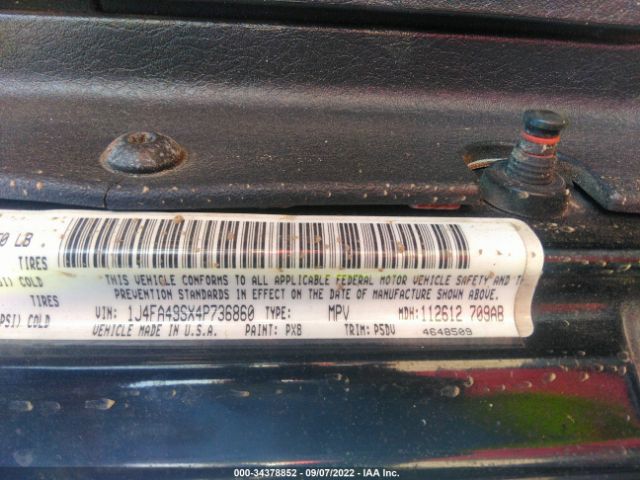 50 LB .
TIRES
SI) COLD
THIS VEHICLE CONFORMS TO ALL APPLICABLE FEDERAL MOTOR VEHICLE SAFETY AND T
TIRES
PREVENTION STANDARDS IN EFFECT ON THE DATE OF MANUFACTURE SHOWN ABOVE.
PSI) COLD
VIN: 1J4FA49SX4P736860 TYPE: MPV MDH: 112612 709AB
VEHICLE MADE IN U.S.A. PAINT: PX8 TRIM: P5DV 4648509
000-34378852 / 09/07/2022 - IAA Inc.